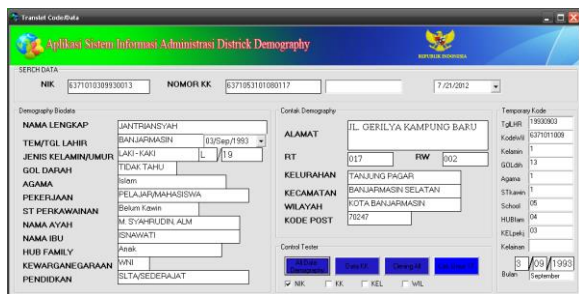 Translet Code/Data
Aplikasi Sistem Informasi Administrasi Districk Demography
REPUBLIK INDONESIA
SERCH DATA
NIK 6371010309930013 NOMOR KK 6371053101080117 7/21/2012
Demography Biodata
NAMA LENGKAP JANTRIANSYAH
TEM/TGL LAHIR BANJARMASIN 03/Sep/1993
JENIS KELAMIN/UMUR LAKI-KAKI L /19
GOL DARAH TIDAK TAHU
AGAMA Islam
PEKERJAAN PELAJAR/MAHASISWA
ST PERKAWAINAN Belum Kawin
NAMA AYAH M. SYAHRUDIN,ALM
NAMA IBU ISNAWATI
HUB FAMILY Anak
KEWARGANEGARAAN WNI
PENDIDKAN SLTA/SEDERAJAT
Contak Demography
ALAMAT JL. GERILYA KAMPUNG BARU
RT 017 RW 002
KELURAHAN TANJUNG PAGAR
KECAMATAN BANJARMASIN SELATAN
WILAYAH KOTA BANJARMASIN
KODE POST 70247
Control Tester
All Data Demography Data KK
NIK KK KEL WIL
Temporary Kode
TglLHR 19930903
KodeWil 6371011009
Kelamin 1
GOLdrh 13
Agama 1
STkawin 1
School 05
HUBfam 04
KELpekj 03
Kelainan
3 /09 /1993
Bulan September